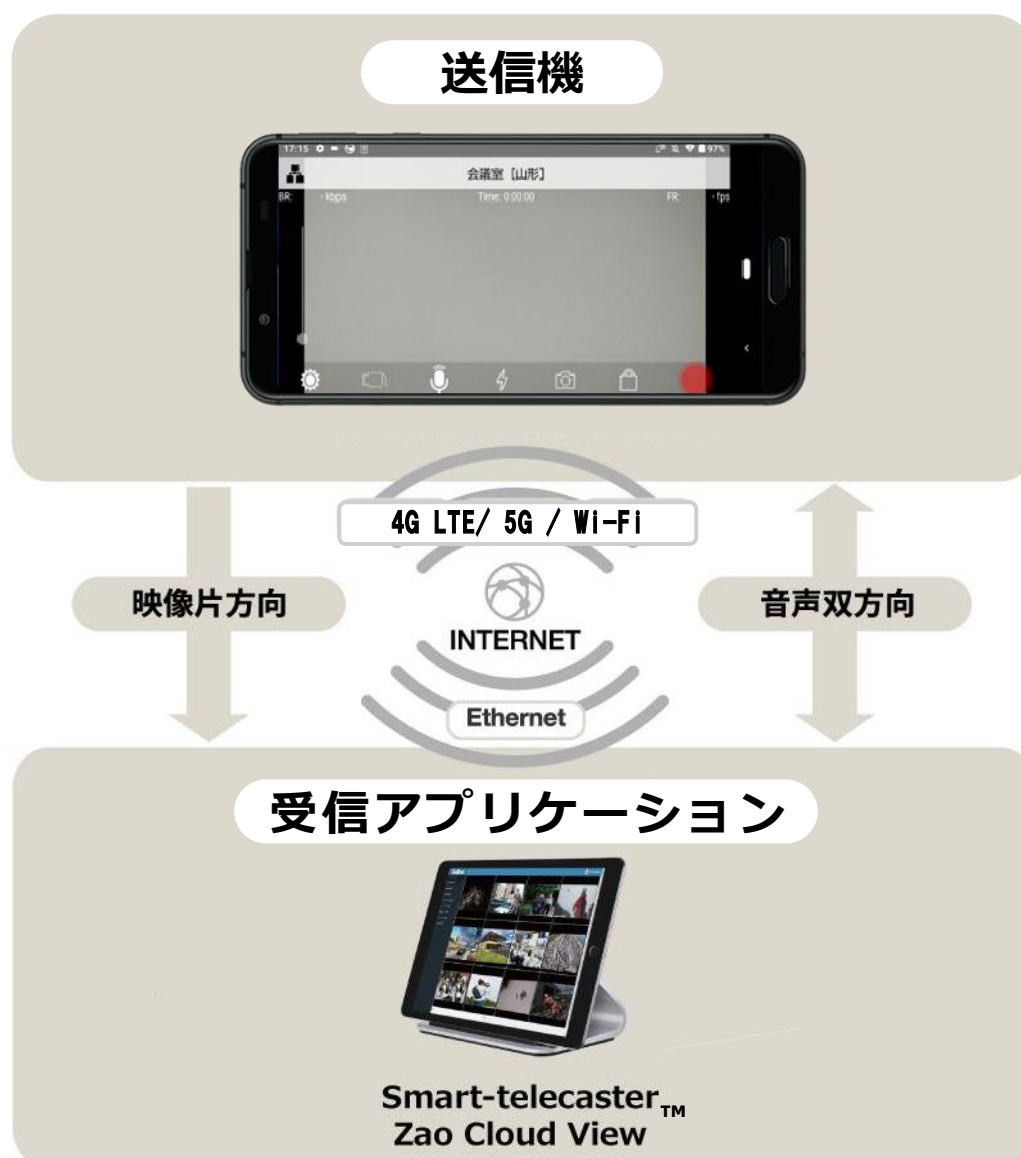 送信機
17:15
97%
会議室 [山形]
BR: - kbps
Time: 0:00:00
FR: - fps
4G LTE/ 5G / Wi-Fi
映像片方向
INTERNET
音声双方向
Ethernet
受信アプリケーション
Smart-telecaster TM
Zao Cloud View